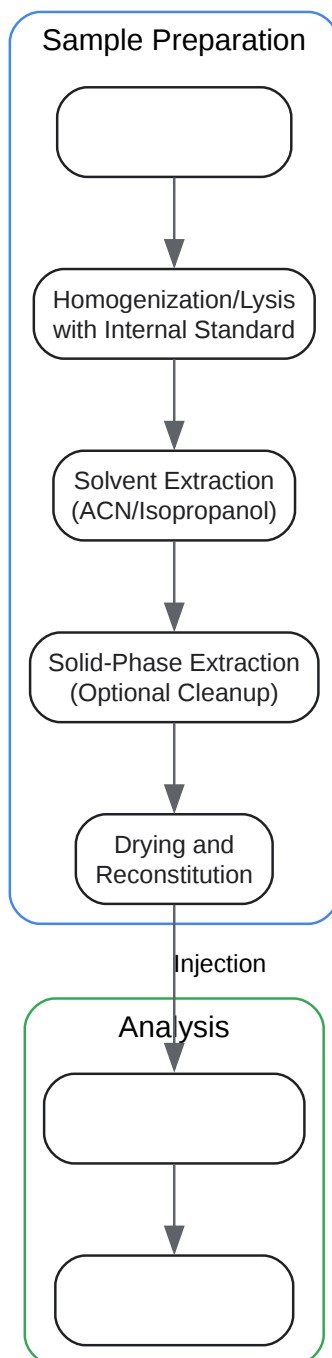 Sample Preparation
Homogenization/Lysis
with Internal Standard
Solvent Extraction
(ACN/Isopropanol)
Solid-Phase Extraction
(Optional Cleanup)
Drying and
Reconstitution
Injection
Analysis